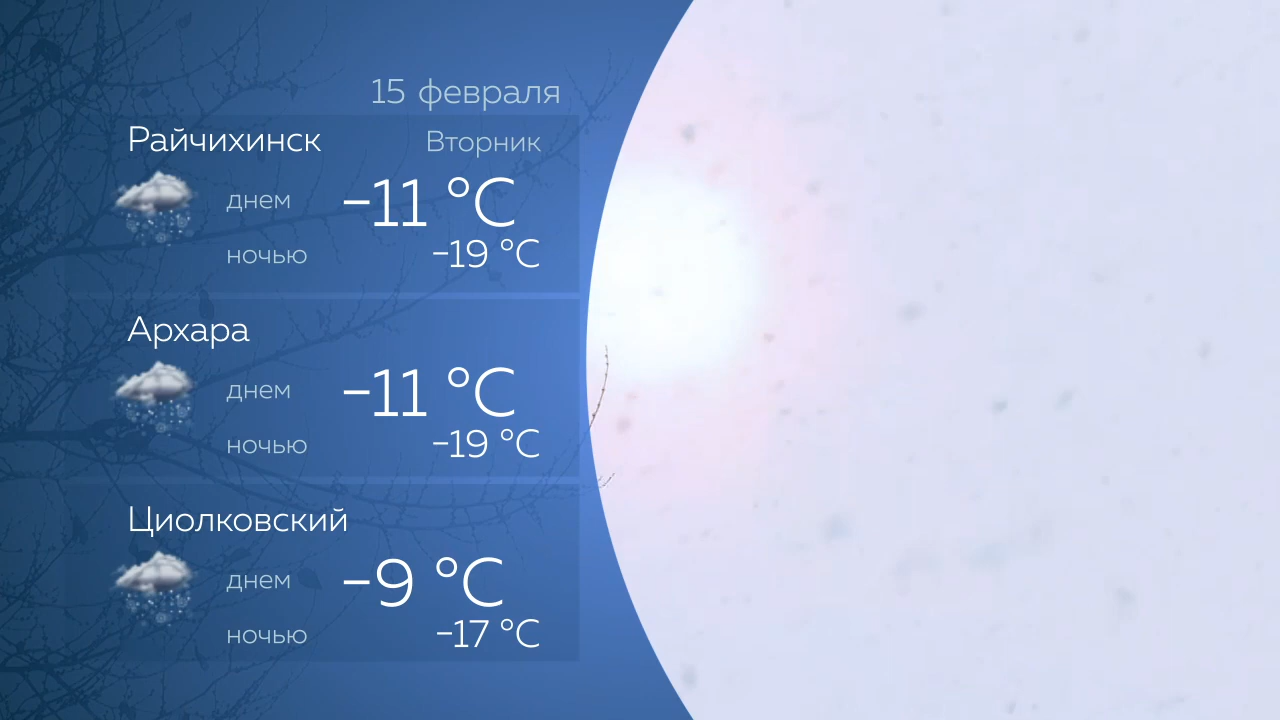 15 февраля
Райчихинск
Вторник
днем -11 °C
ночью -19 °C
Архара
днем -11 °C
ночью -19 °C
Циолковский
днем -9 °C
ночью -17 °C